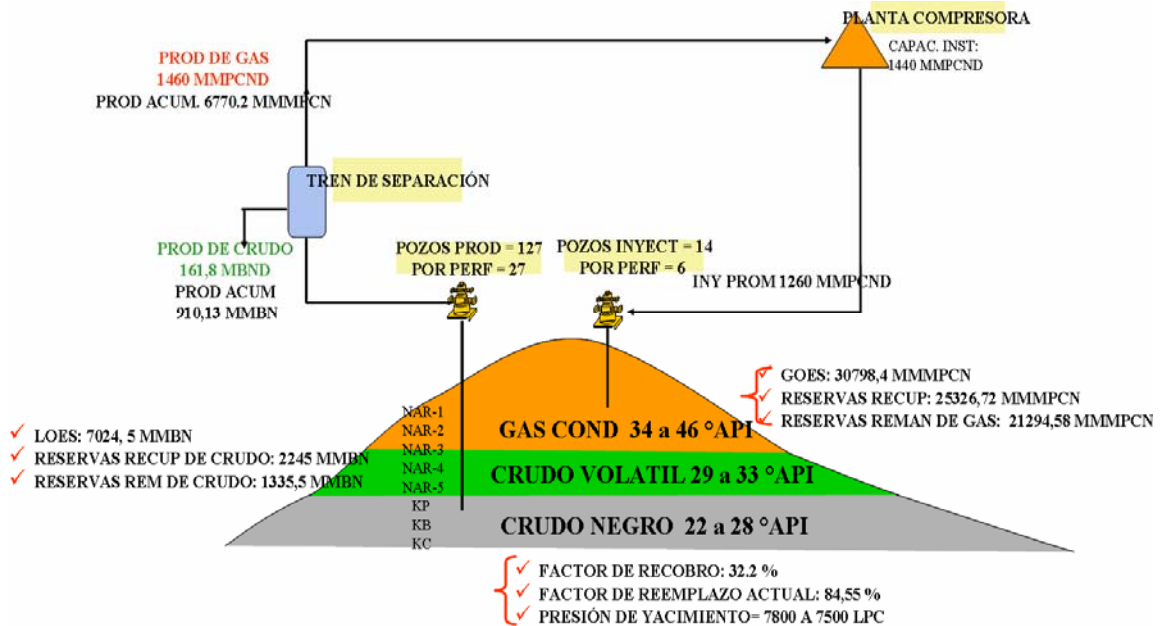 PLANTA COMPRESORA
CAPAC. INST:
1440 MMPCND
PROD DE GAS
1460 MMPCND
PROD ACUM. 6770.2 MMMPCN
TREN DE SEPARACIÓN
PROD DE CRUDO
161,8 MBND
PROD ACUM
910,13 MMBN
POZOS PROD = 127
POR PERF = 27
POZOS INYECT = 14
POR PERF = 6
INY PROM 1260 MMPCND
GOES: 30798,4 MMMPCN
RESERVAS RECUP: 25326,72 MMMPCN
RESERVAS REMAN DE GAS: 21294,58 MMMPCN
LOES: 7024, 5 MMBN
RESERVAS RECUP DE CRUDO: 2245 MMBN
RESERVAS REM DE CRUDO: 1335,5 MMBN
NAR-1
NAR-2
NAR-3
NAR-4
NAR-5
KP
KB
KC
GAS COND 34 a 46 °API
CRUDO VOLATIL 29 a 33 °API
CRUDO NEGRO 22 a 28 °API
FACTOR DE RECOBRO: 32.2 %
FACTOR DE REEMPLAZO ACTUAL: 84,55 %
PRESIÓN DE YACIMIENTO= 7800 A 7500 LPC